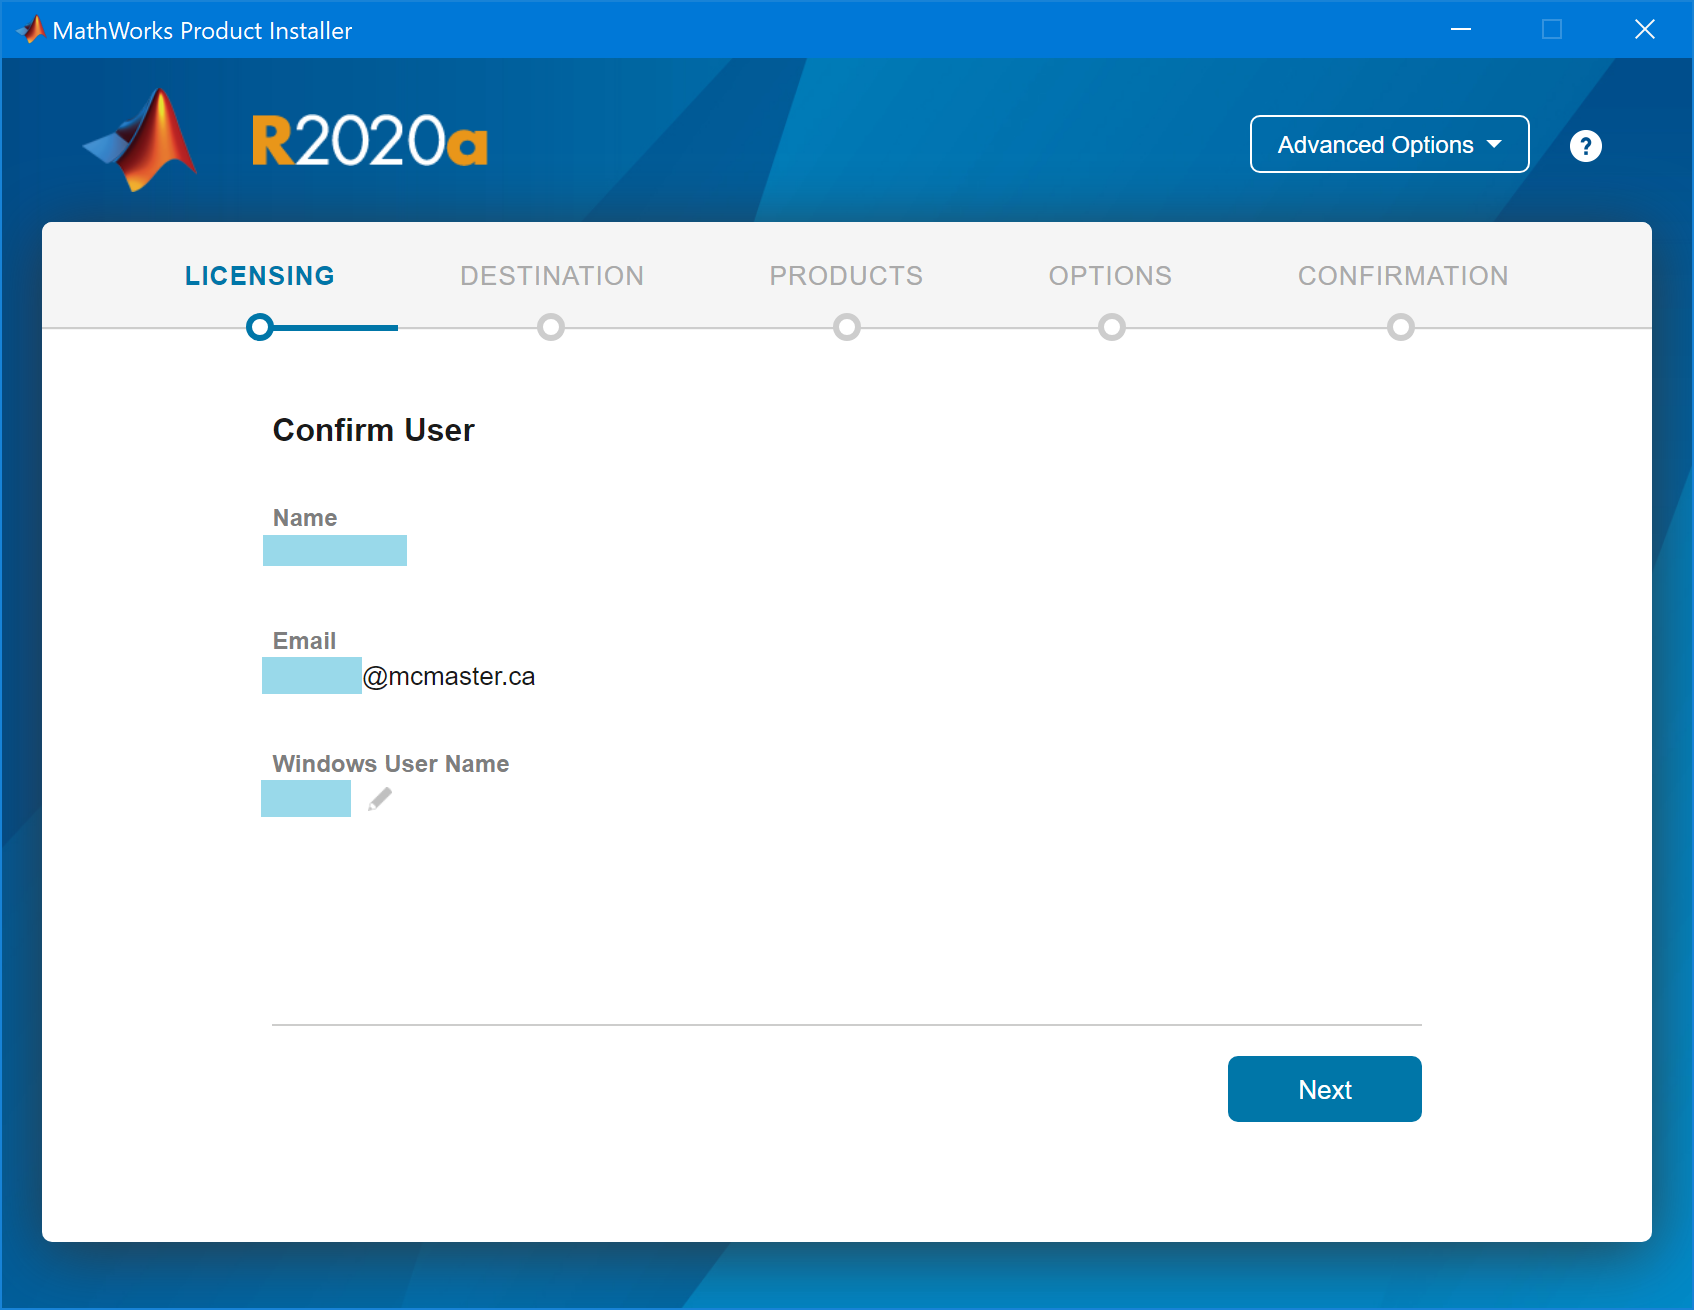 MathWorks Product Installer
R2020a
Advanced Options
?
LICENSING DESTINATION PRODUCTS OPTIONS CONFIRMATION
Confirm User
Name
Email
@mcmaster.ca
Windows User Name
Next